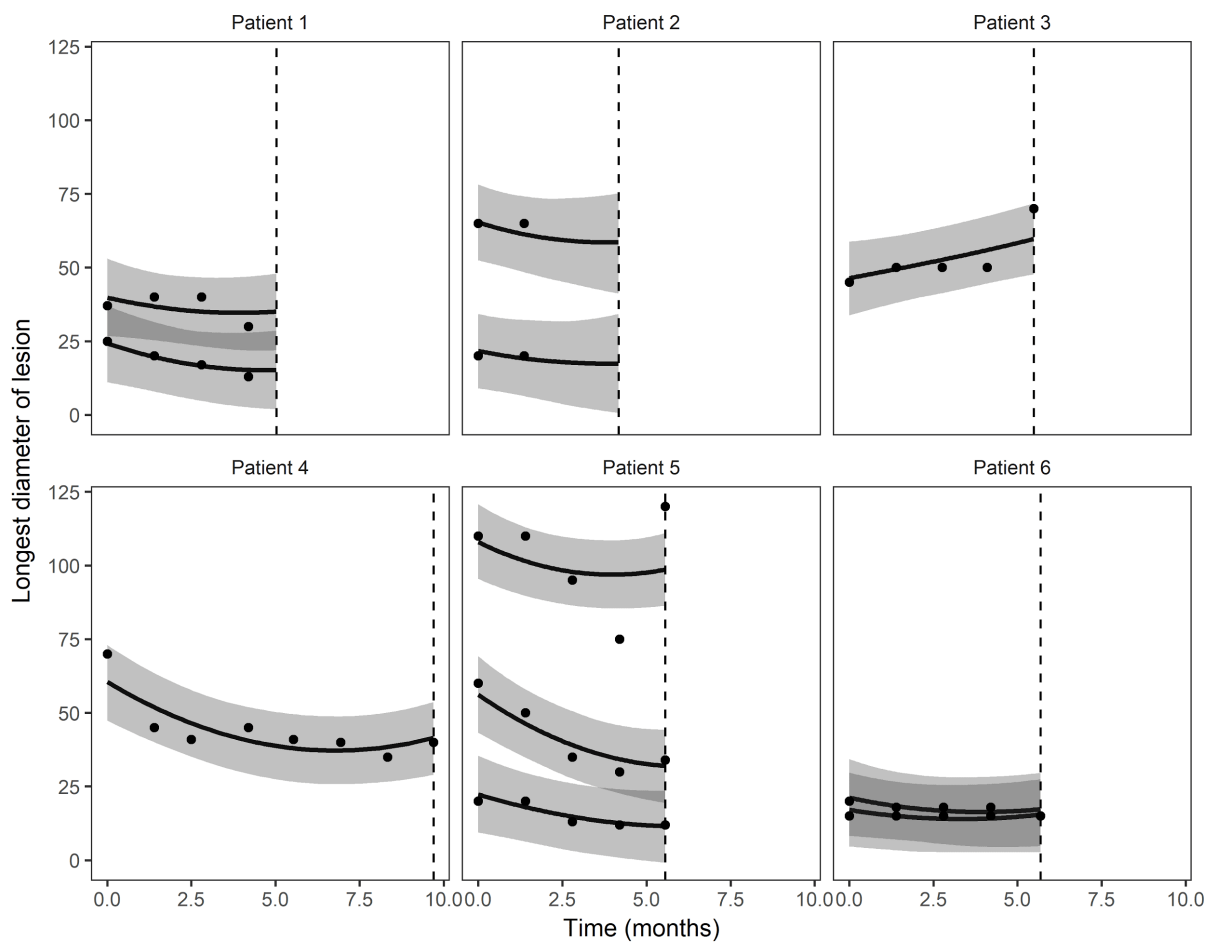 Patient 1 Patient 2 Patient 3
125
100
75
50
25
0
Patient 4 Patient 5 Patient 6
125
100
75
50
25
0
0.0 2.5 5.0 7.5 10.0 0.0 2.5 5.0 7.5 10.0 0.0 2.5 5.0 7.5 10.0
Time (months)
Longest diameter of lesion